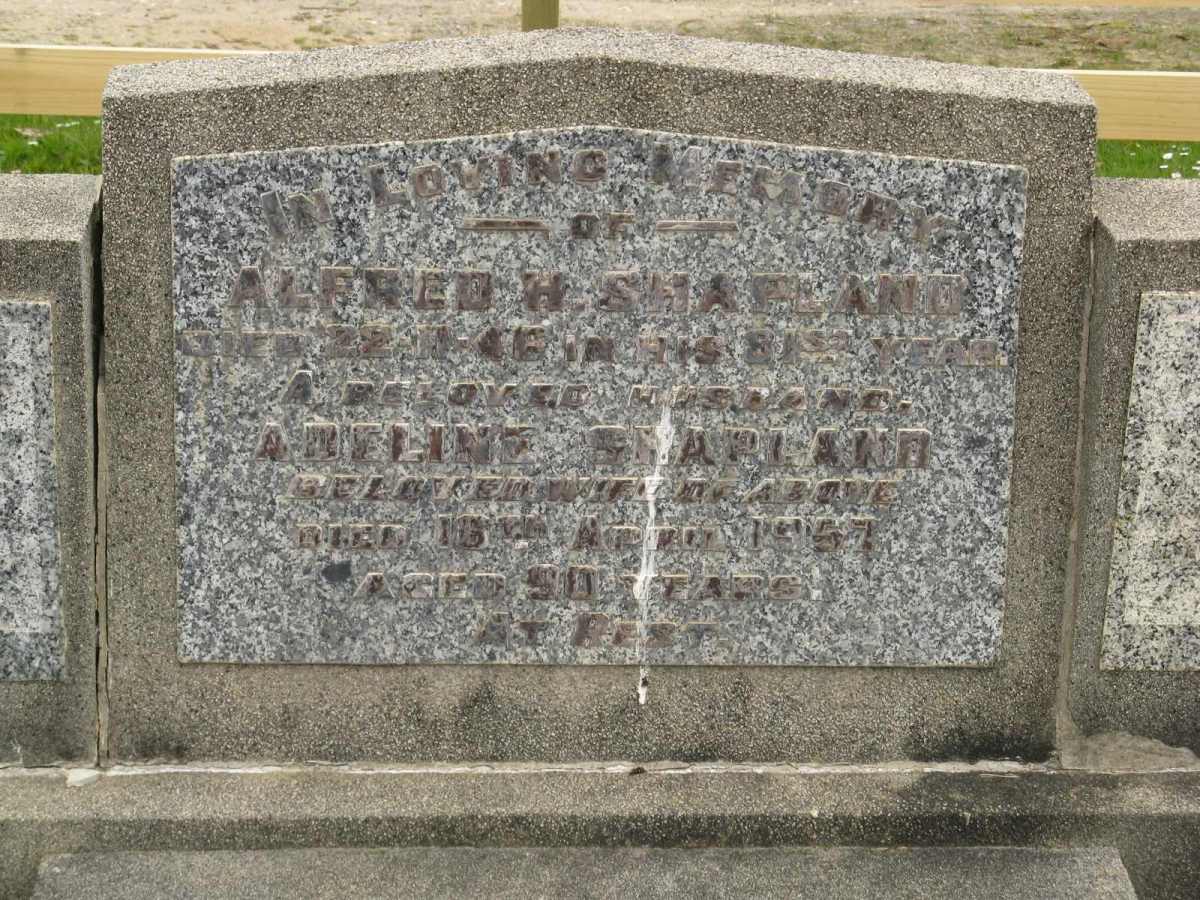 IN LOVING MEMORY
OF
ALFRED H. SHAPLAND
DIED 22-11-46 IN HIS 81ST YEAR.
A BELOVED HUSBAND.
ADELINE SHAPLAND
BELOVED WIFE OF ABOVE
DIED 16TH APRIL 1957
AGED 90 YEARS.
AT REST.